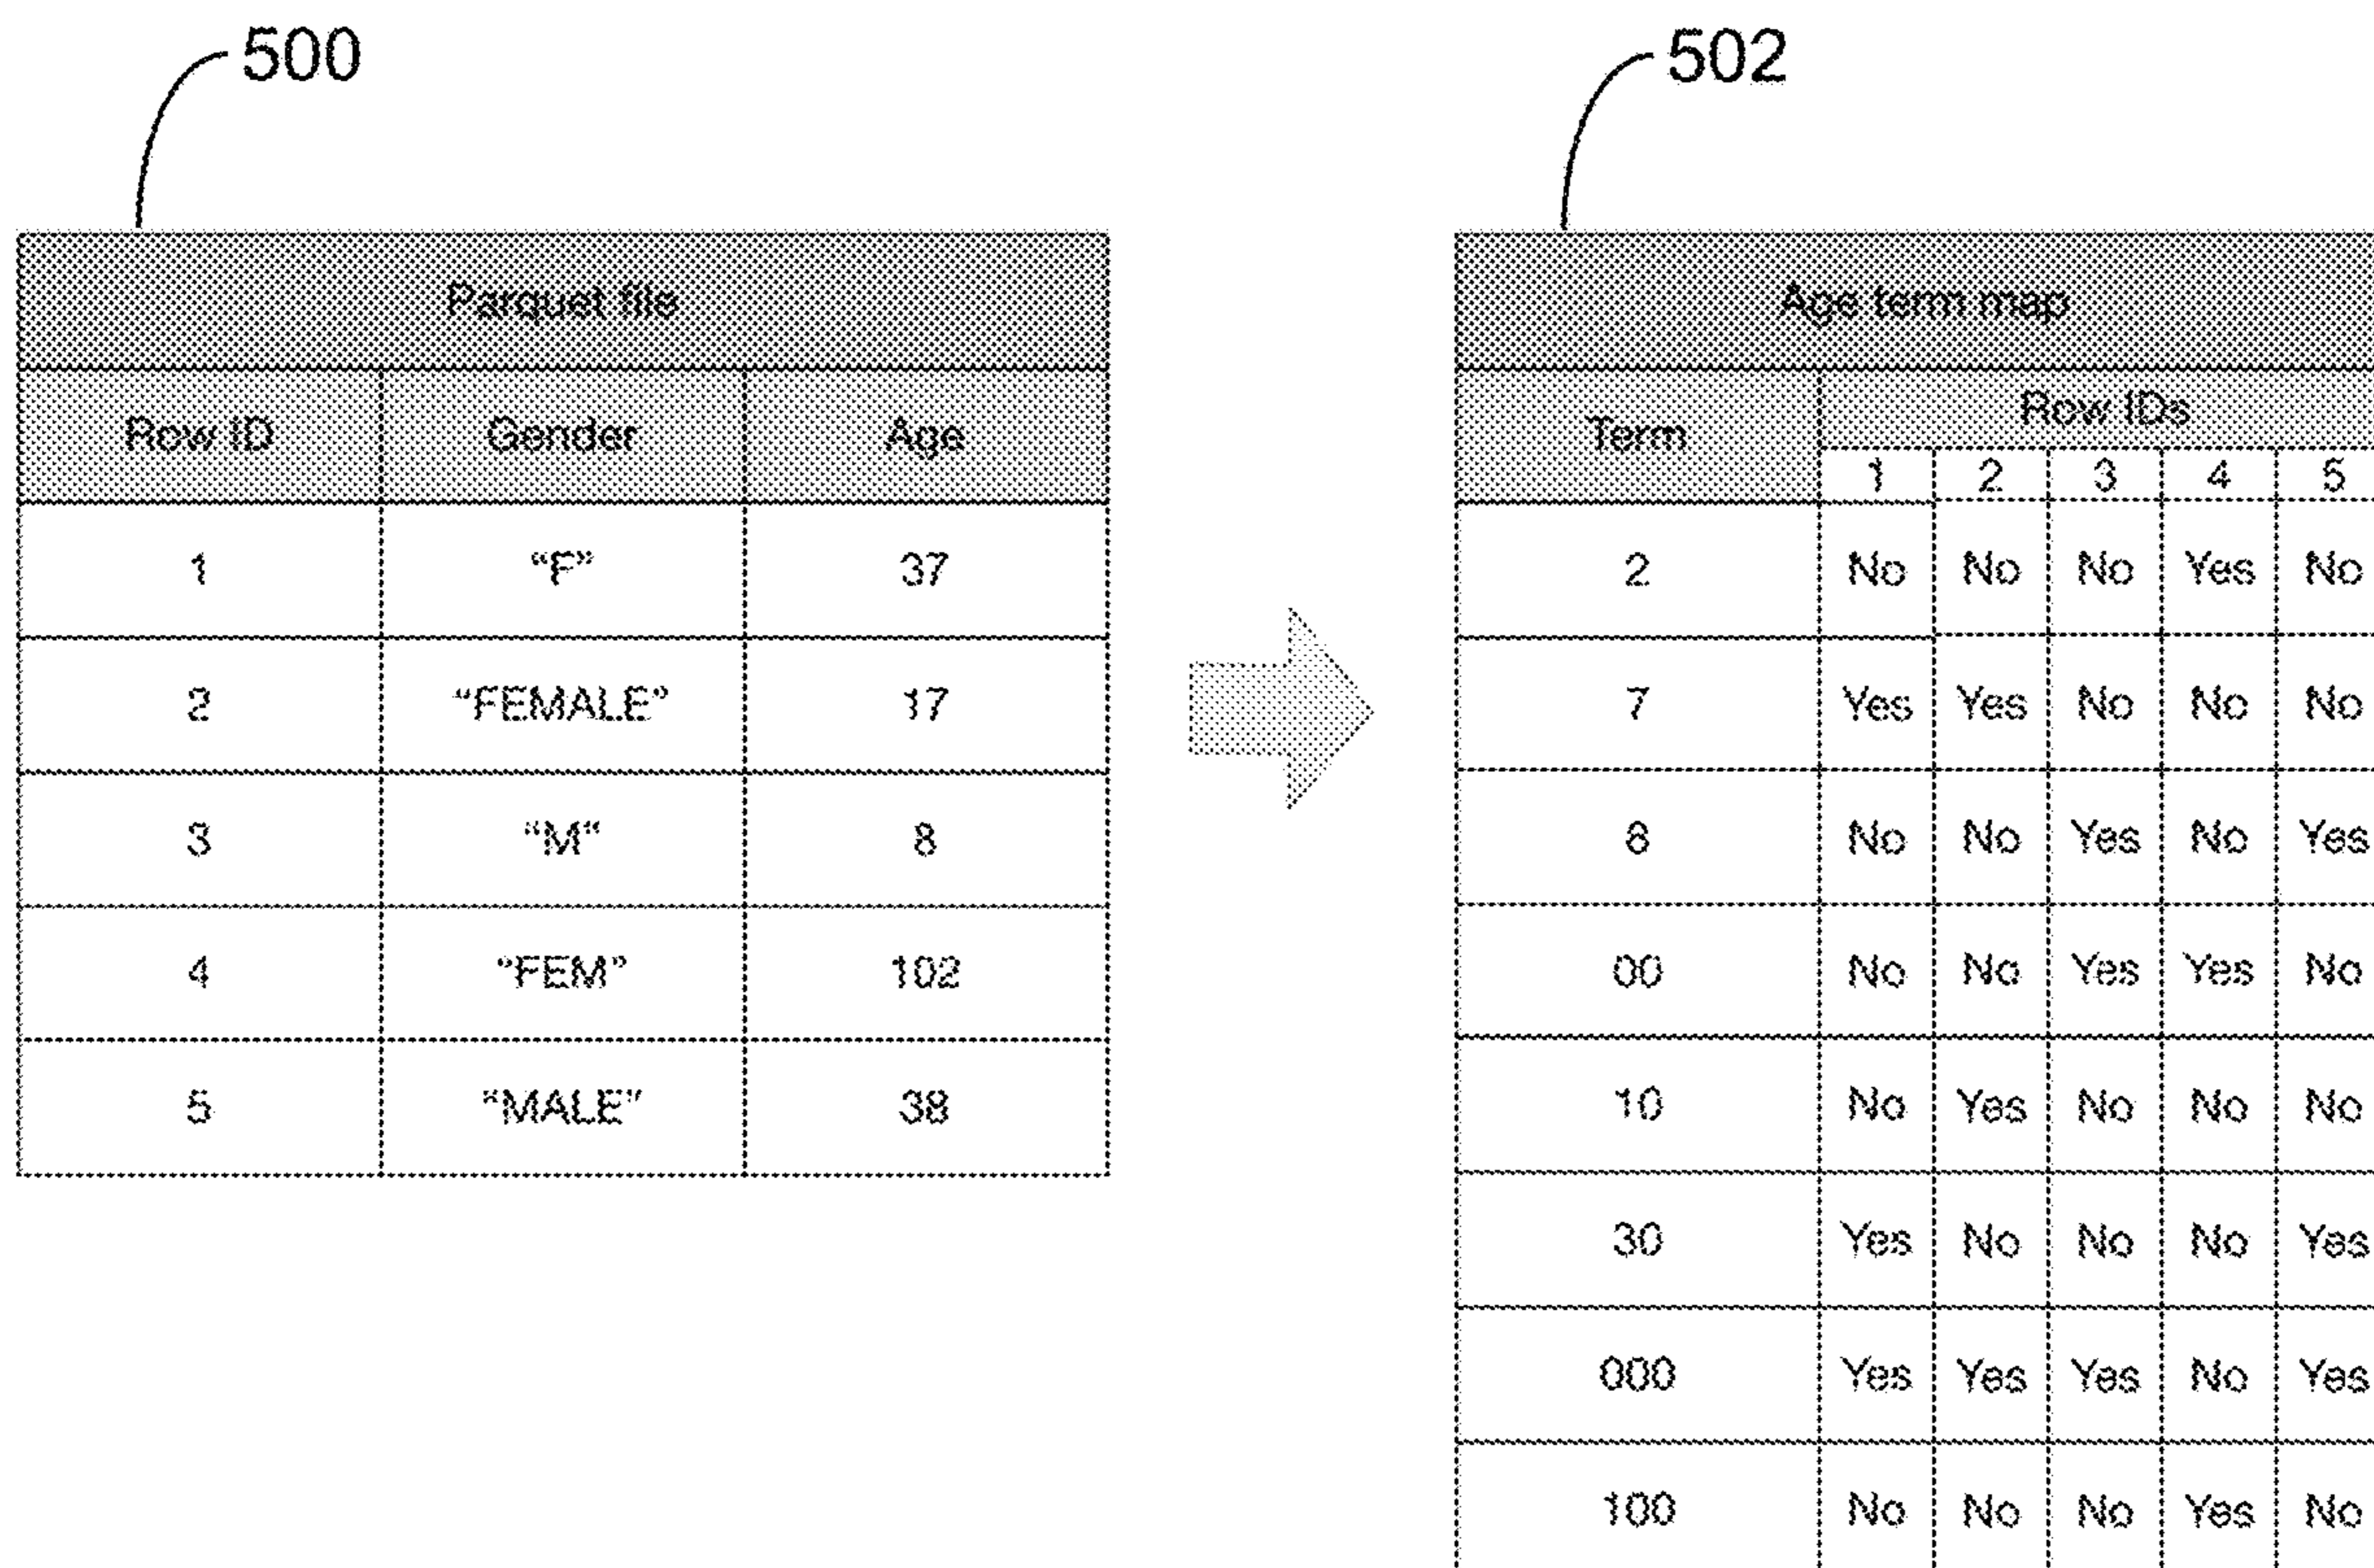 500
502
Parquet file
Row ID Gender Age
1 “F” 37
2 “FEMALE” 17
3 “M“ 8
4 “FEM” 102
5 “MALE” 38
Age term map
Term Row IDs
1 2 3 4 5
2 No No No Yes No
7 Yes Yes No No No
8 No No Yes No Yes
00 No No Yes Yes No
10 No Yes No No No
30 Yes No No No Yes
000 Yes Yes Yes No Yes
100 No No No Yes No